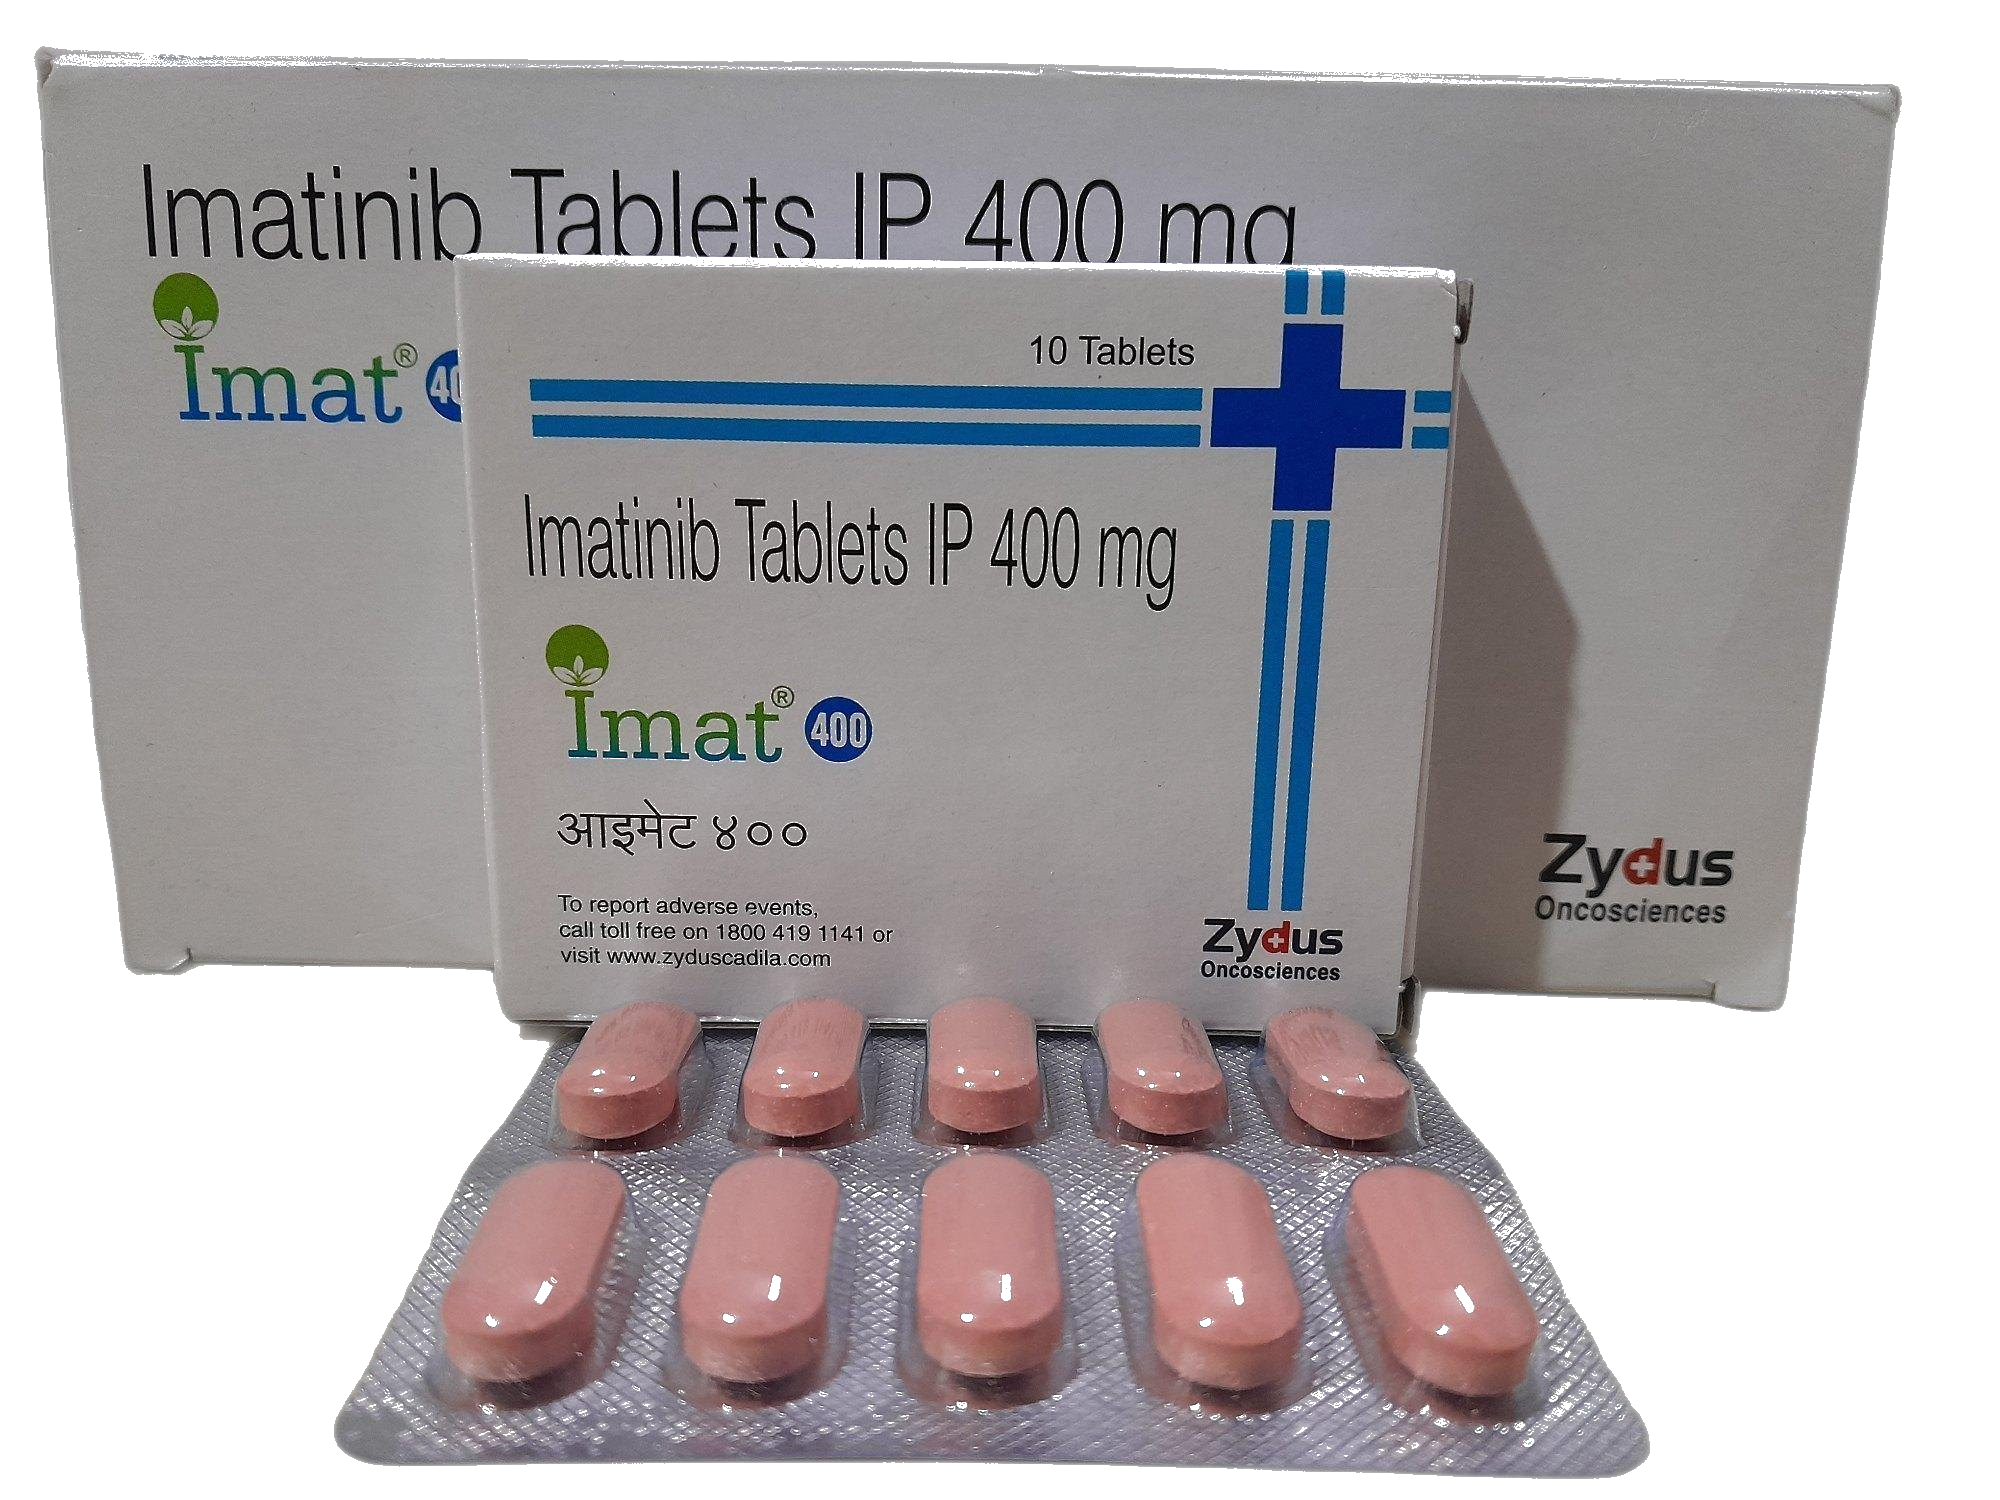 Imatinib Tablets IP 400 mg
Imat®
Zydus
Oncosciences
10 Tablets
Imatinib Tablets IP 400 mg
Imat® 400
आइमेट ४००
To report adverse events,
call toll free on 1800 419 1141 or
visit www.zyduscadila.com
Zydus
Oncosciences